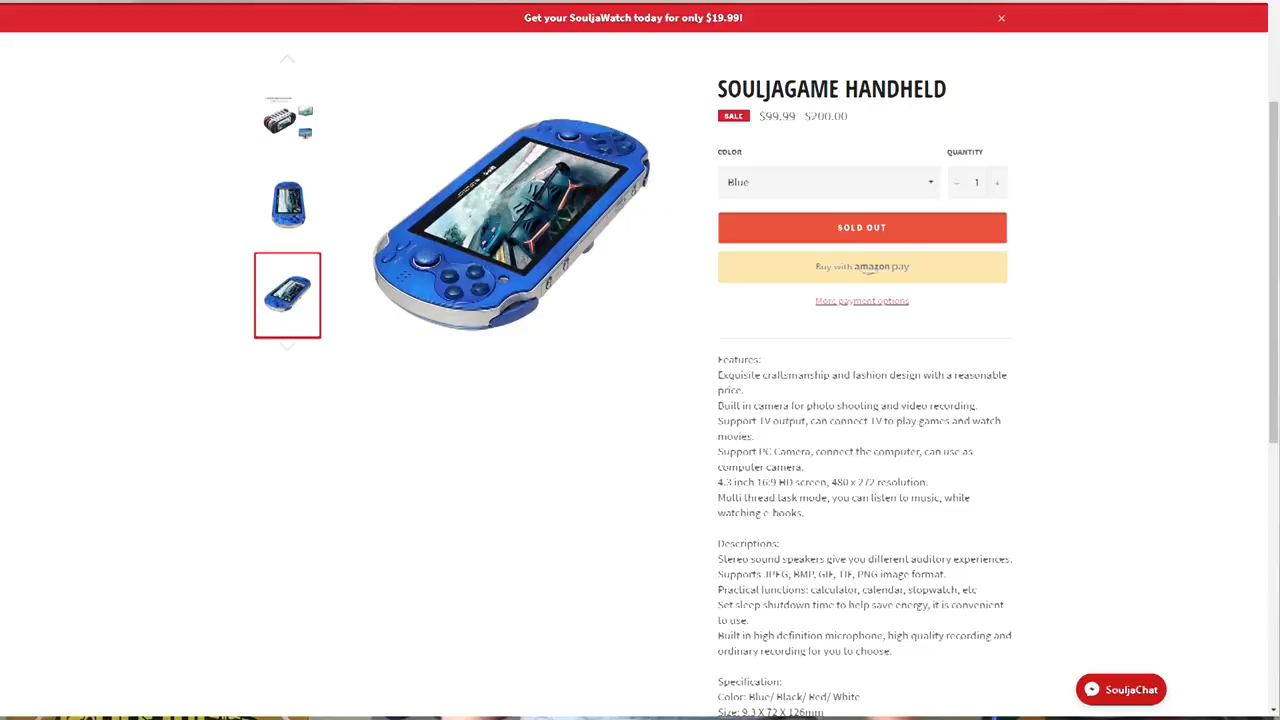 Get your SouljaWatch today for only $19.99!
SOULJAGAME HANDHELD
SALE $99.99 $200.00
COLOR QUANTITY
Blue − 1 +
SOLD OUT
Buy with amazon pay
More payment options
Features:
Exquisite craftsmanship and fashion design with a reasonable
price.
Built in camera for photo shooting and video recording.
Support TV output, can connect TV to play games and watch
movies.
Support PC Camera, connect the computer, can use as
computer camera.
4.3 inch 16:9 HD screen, 480 x 272 resolution.
Multi thread task mode, you can listen to music, while
watching e-books.
Descriptions:
Stereo sound speakers give you different auditory experiences.
Supports JPEG, BMP, GIF, TIF, PNG image format.
Practical functions: calculator, calendar, stopwatch, etc
Set sleep shutdown time to help save energy, it is convenient
to use.
Built in high definition microphone, high quality recording and
ordinary recording for you to choose.
Specification:
Color: Blue/ Black/ Red/ White
Size: 9.3 X 72 X 126mm
SouljaChat